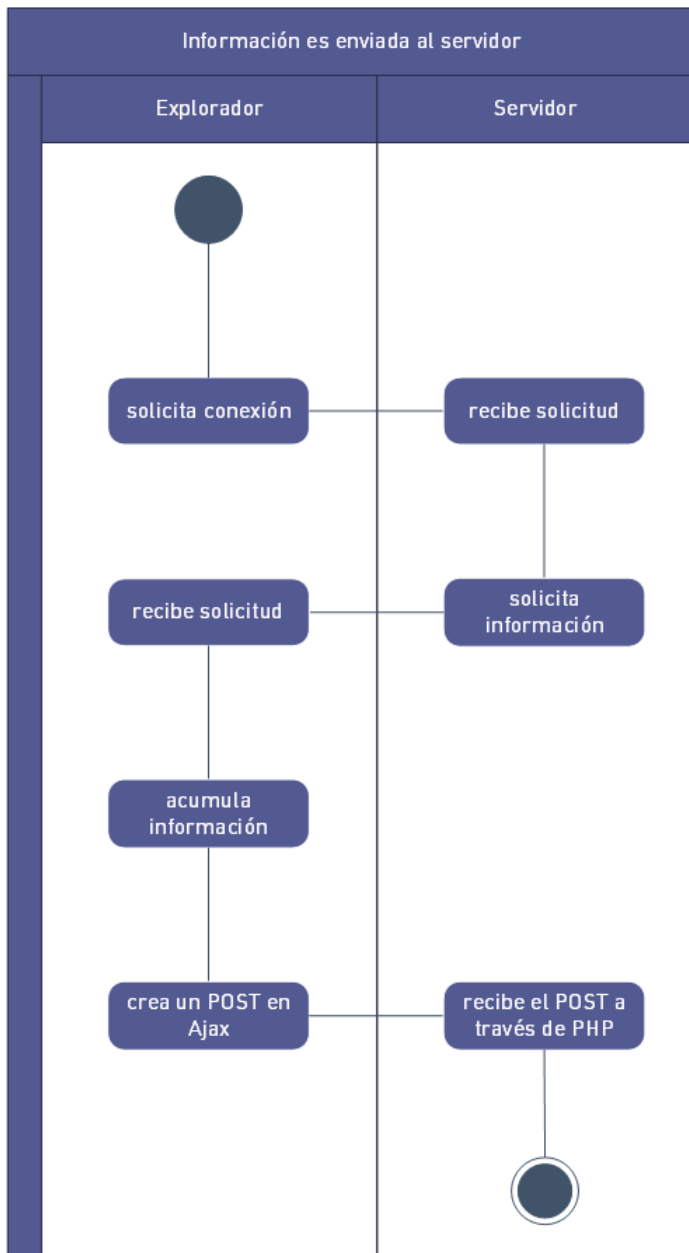 Información es enviada al servidor
Explorador
Servidor
solicita conexión
recibe solicitud
recibe solicitud
solicita
información
acumula
información
crea un POST en
Ajax
recibe el POST a
través de PHP